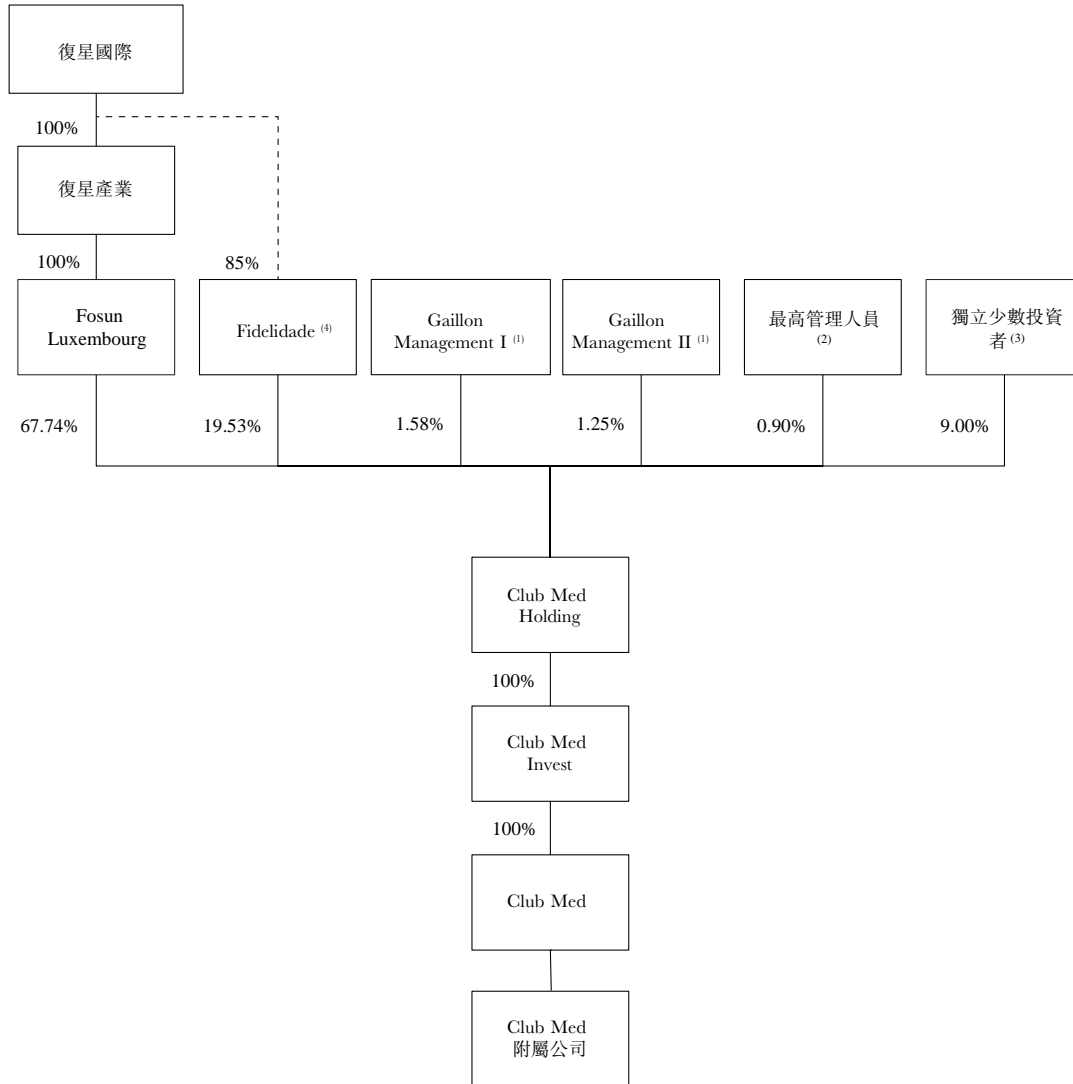 復星國際
100%
復星產業
100%
85%
Fosun
Luxembourg
Fidelidade (4)
Gaillon
Management I (1)
Gaillon
Management II (1)
最高管理人員
(2)
獨立少數投資
者 (3)
67.74%
19.53%
1.58%
1.25%
0.90%
9.00%
Club Med
Holding
100%
Club Med
Invest
100%
Club Med
Club Med
附屬公司